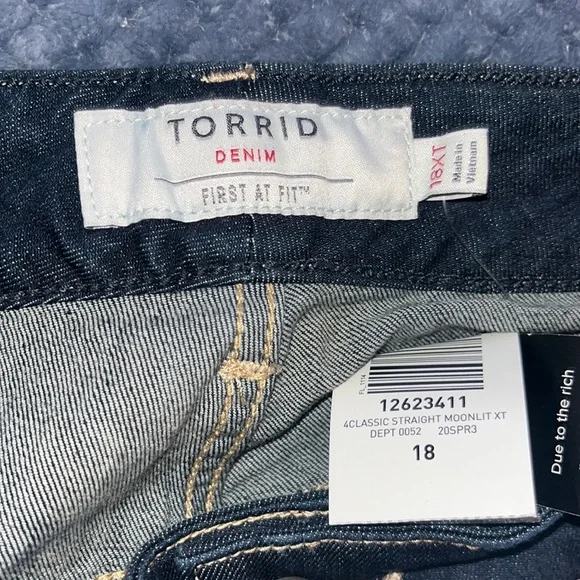 TORRID
DENIM
FIRST AT FIT™
18XT
Made in
Vietnam
12623411
4CLASSIC STRAIGHT MOONLIT XT
DEPT 0052 20SPR3
18
Due to the rich